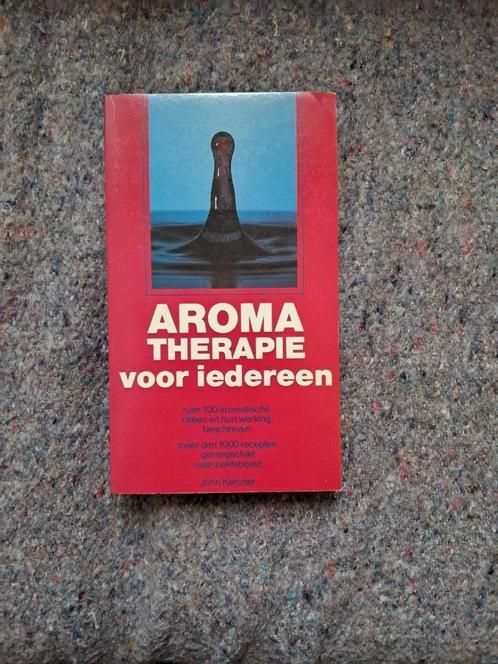 AROMA
THERAPIE
voor iedereen
ruim 100 aromatische
oliëen en hun werking
beschreven
meer dan 1000 recepten
gerangschikt
naar ziektebeeld
John Kercher